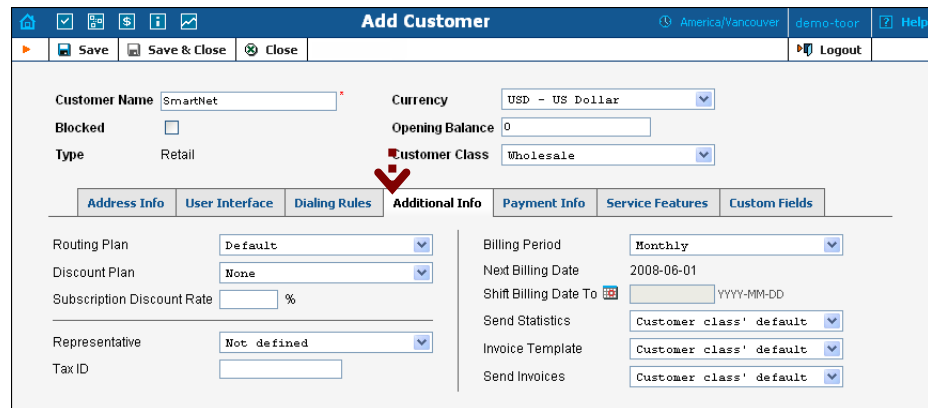 Add Customer America/Vancouver demo-toor ? Help
Save Save & Close Close Logout
Customer Name SmartNet * Currency USD - US Dollar
Blocked Opening Balance 0
Type Retail Customer Class Wholesale
Address Info User Interface Dialing Rules Additional Info Payment Info Service Features Custom Fields
Routing Plan Default Billing Period Monthly
Discount Plan None Next Billing Date 2008-06-01
Subscription Discount Rate % Shift Billing Date To YYYY-MM-DD
Send Statistics Customer class' default
Representative Not defined Invoice Template Customer class' default
Tax ID Send Invoices Customer class' default